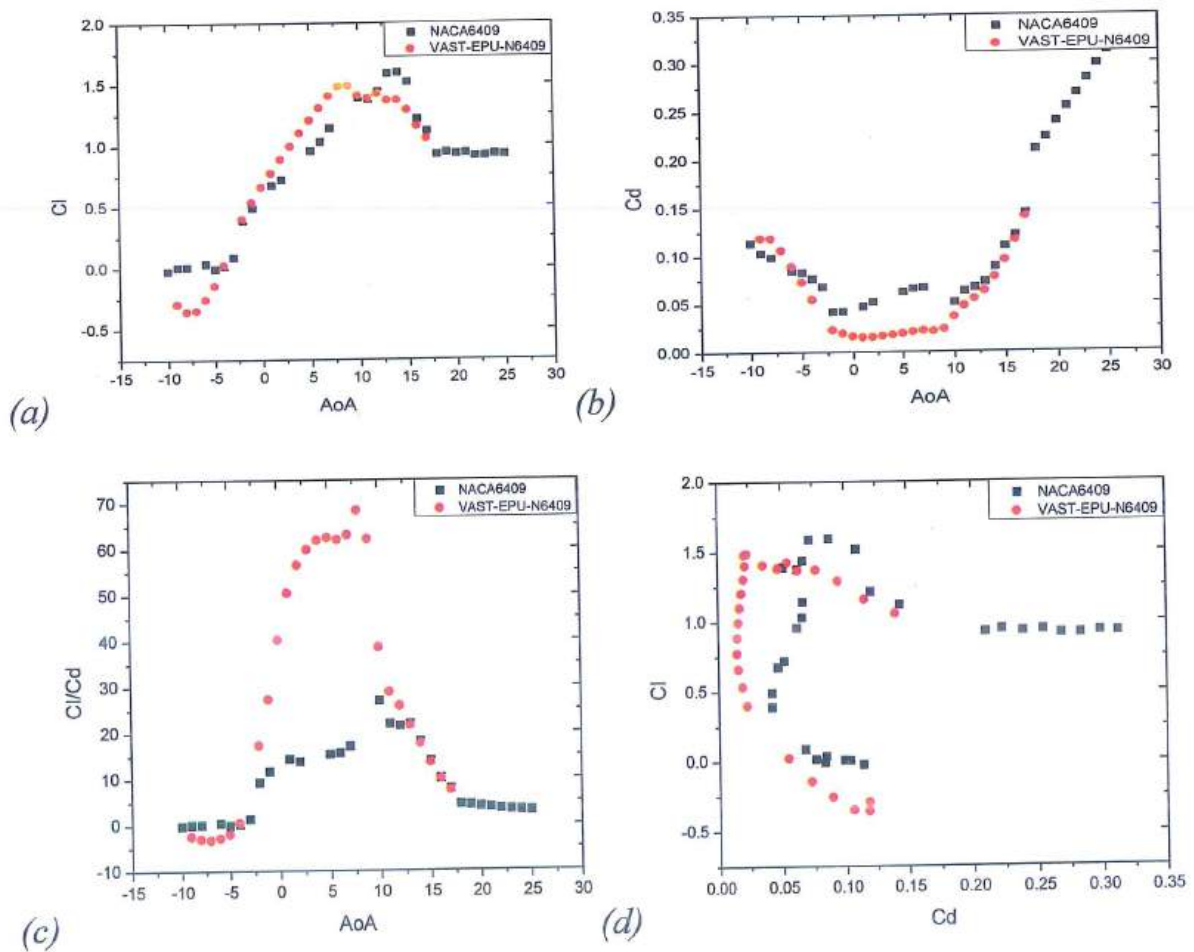 2.0
NACA6409
VAST-EPU-N6409
1.5
1.0
0.5
0.0
-0.5
Cl
-15 -10 -5 0 5 10 15 20 25 30
AoA
(a)
0.35
NACA6409
VAST-EPU-N6409
0.30
0.25
0.20
0.15
0.10
0.05
0.00
Cd
-15 -10 -5 0 5 10 15 20 25 30
AoA
(b)
70
NACA6409
VAST-EPU-N6409
60
50
40
30
20
10
0
-10
Cl/Cd
-15 -10 -5 0 5 10 15 20 25 30
AoA
(c)
2.0
NACA6409
VAST-EPU-N6409
1.5
1.0
0.5
0.0
-0.5
Cl
0.00 0.05 0.10 0.15 0.20 0.25 0.30 0.35
Cd
(d)